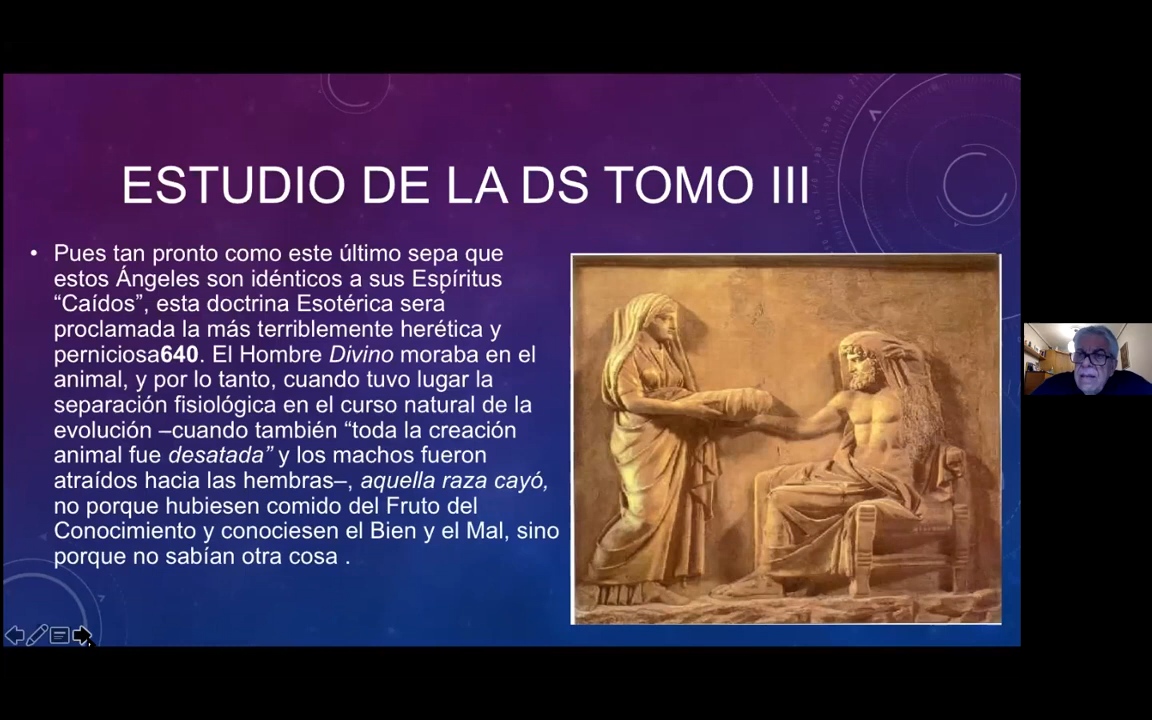 ESTUDIO DE LA DS TOMO III
• Pues tan pronto como este último sepa que
estos Ángeles son idénticos a sus Espíritus
“Caídos”, esta doctrina Esotérica será
proclamada la más terriblemente herética y
perniciosa640. El Hombre Divino moraba en el
animal, y por lo tanto, cuando tuvo lugar la
separación fisiológica en el curso natural de la
evolución –cuando también “toda la creación
animal fue desatada” y los machos fueron
atraídos hacia las hembras–, aquella raza cayó,
no porque hubiesen comido del Fruto del
Conocimiento y conociesen el Bien y el Mal, sino
porque no sabían otra cosa .